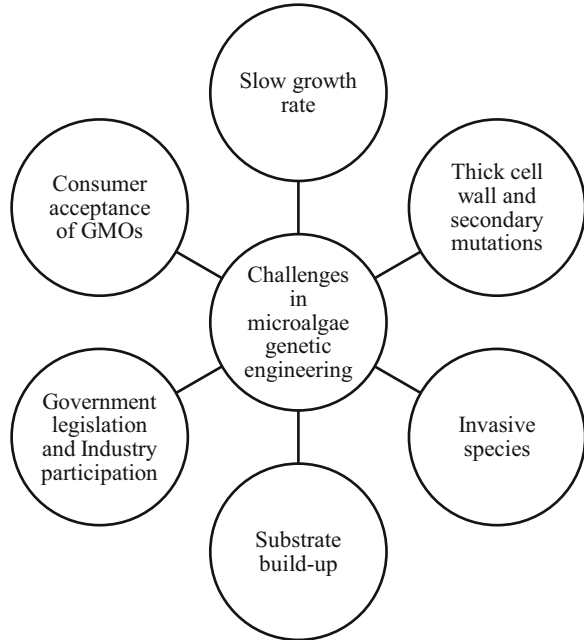 Slow growth
rate
Thick cell
wall and
secondary
mutations
Consumer
acceptance
of GMOs
Challenges
in
microalgae
genetic
engineering
Government
legislation
and Industry
participation
Invasive
species
Substrate
build-up